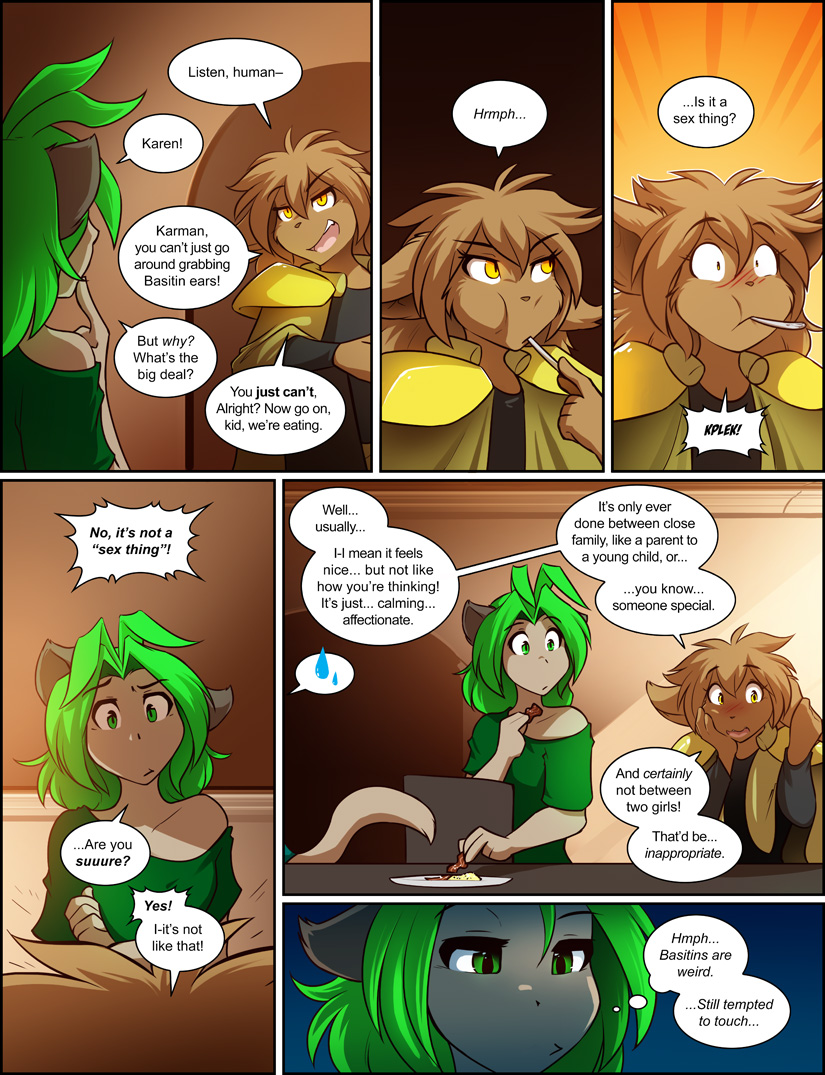 Listen, human–
Karen!
Karman,
you can't just go
around grabbing
Basitin ears!
But why?
What's the
big deal?
You just can't,
Alright? Now go on,
kid, we're eating.
Hrmph...
...Is it a
sex thing?
KPLEK!
No, it's not a
“sex thing”!
...Are you
suuure?
Yes!
I-it's not
like that!
Well...
usually...
I-I mean it feels
nice... but not like
how you're thinking!
It's just... calming...
affectionate.
It's only ever
done between close
family, like a parent to
a young child, or...
...you know...
someone special.
And certainly
not between
two girls!
That'd be...
inappropriate.
Hmph...
Basitins are
weird.
...Still tempted
to touch...